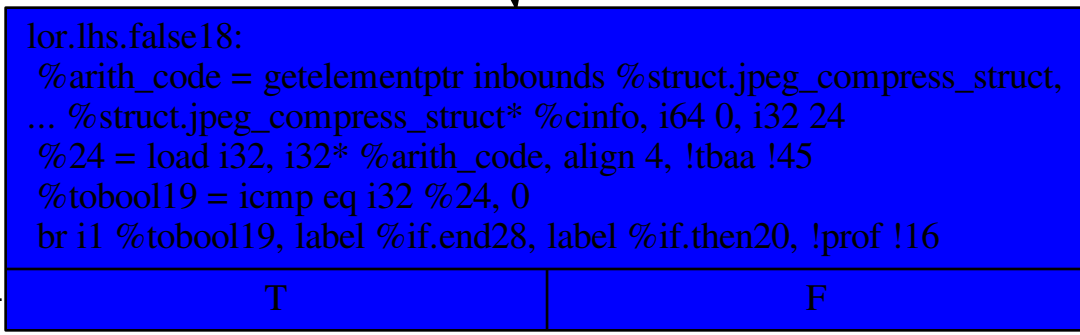 lor.lhs.false18:
%arith_code = getelementptr inbounds %struct.jpeg_compress_struct,
... %struct.jpeg_compress_struct* %cinfo, i64 0, i32 24
%24 = load i32, i32* %arith_code, align 4, !tbaa !45
%tobool19 = icmp eq i32 %24, 0
br i1 %tobool19, label %if.end28, label %if.then20, !prof !16
T F